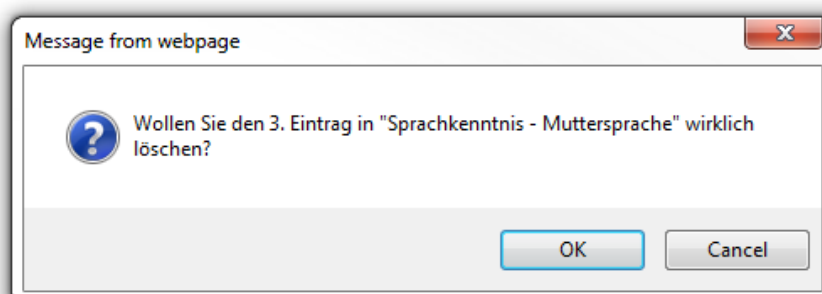 Message from webpage
Wollen Sie den 3. Eintrag in "Sprachkenntnis - Muttersprache" wirklich
löschen?
OK
Cancel